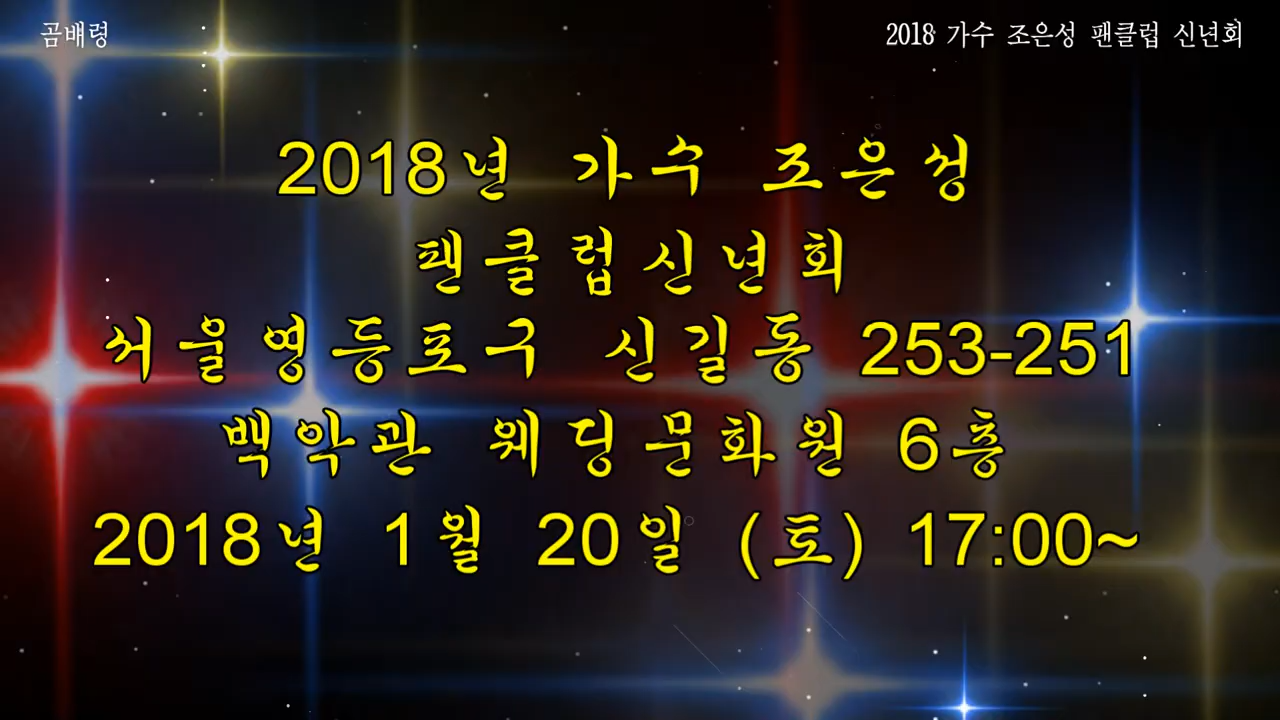 곰배령
2018 가수 조은성 팬클럽 신년회
2018년 가수 조은성
팬클럽신년회
서울영등포구 신길동 253-251
백악관 웨딩문화원 6층
2018년 1월 20일 (토) 17:00~